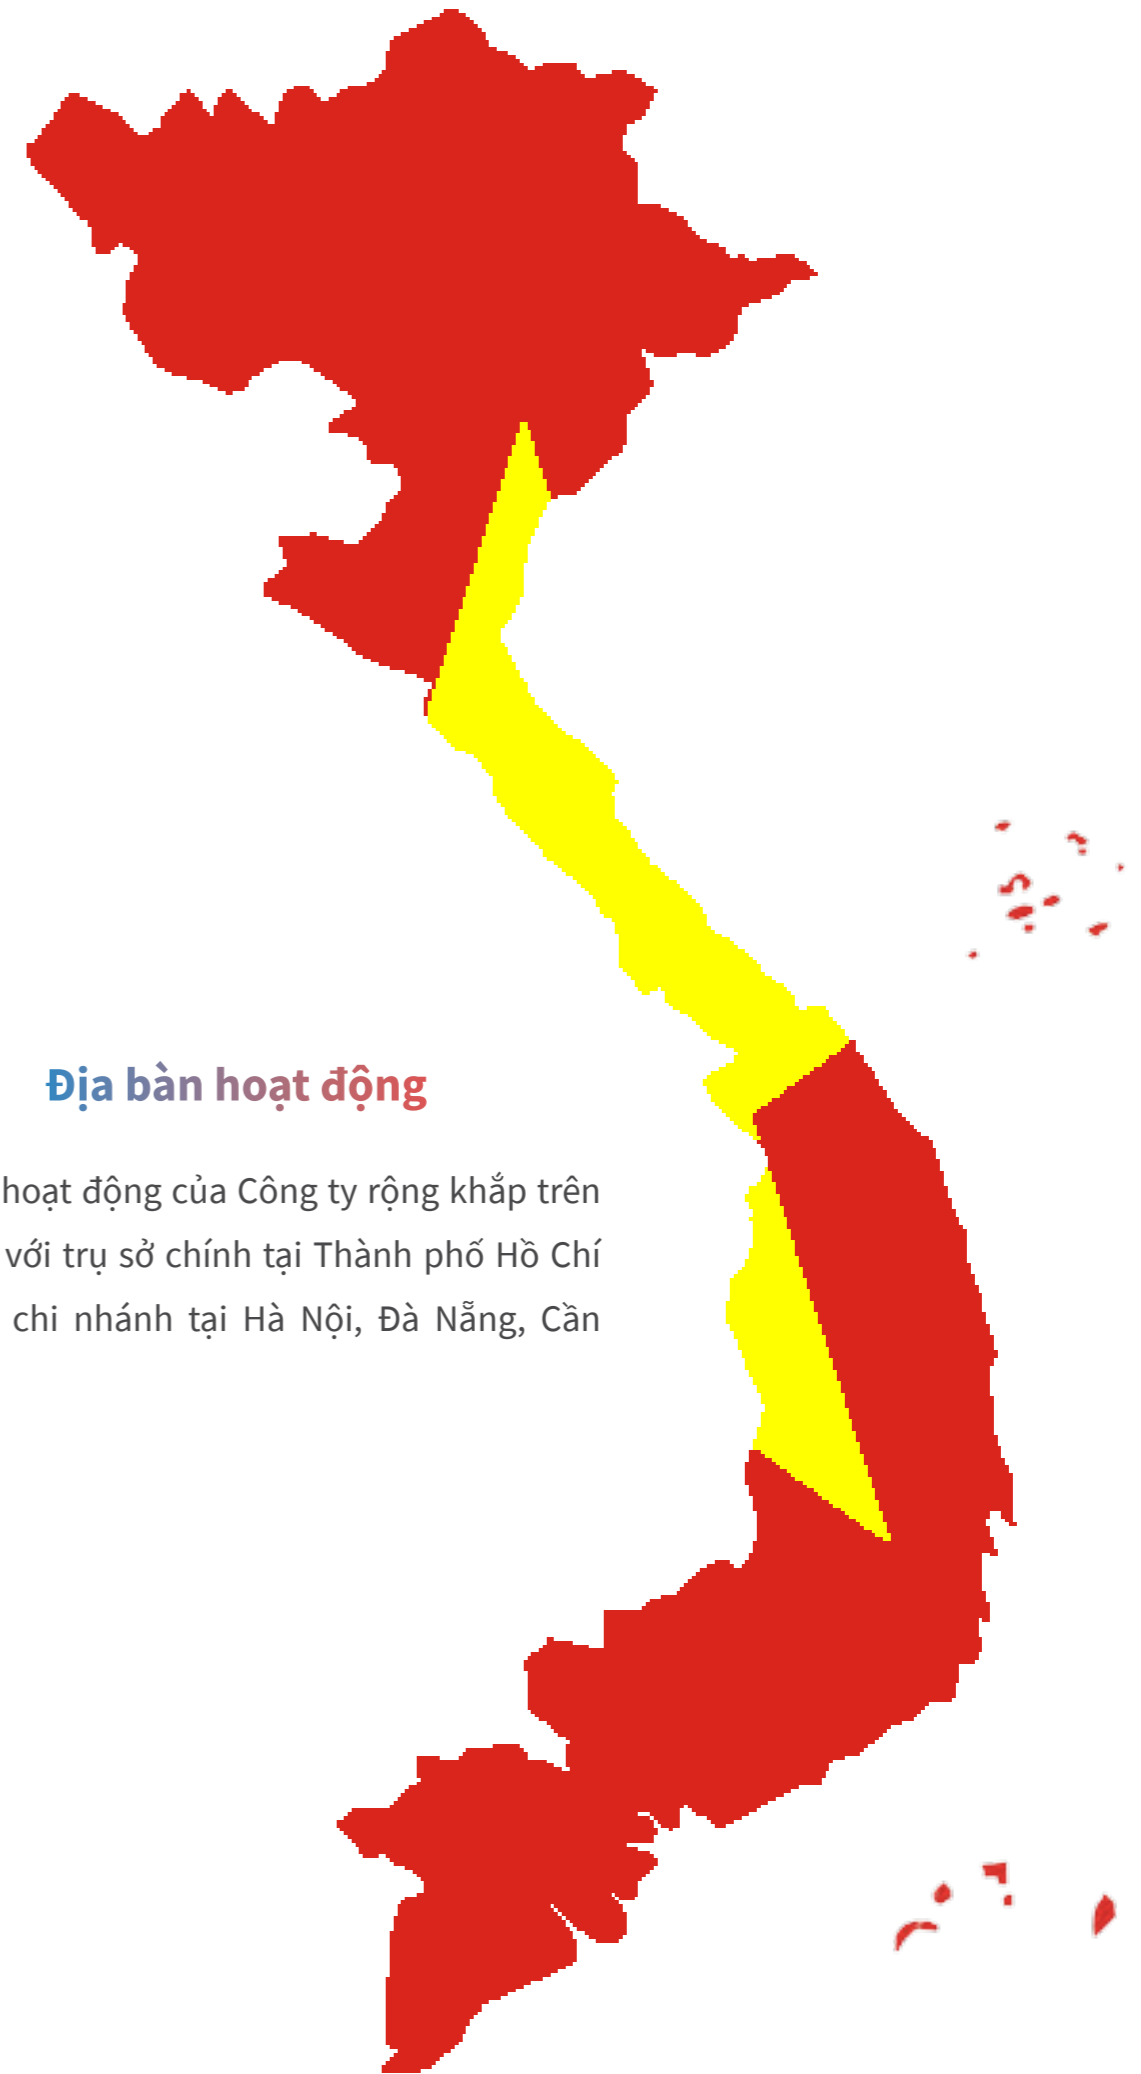 Địa bàn hoạt động
hoạt động của Công ty rộng khắp trên
với trụ sở chính tại Thành phố Hồ Chí
chi nhánh tại Hà Nội, Đà Nẵng, Cần